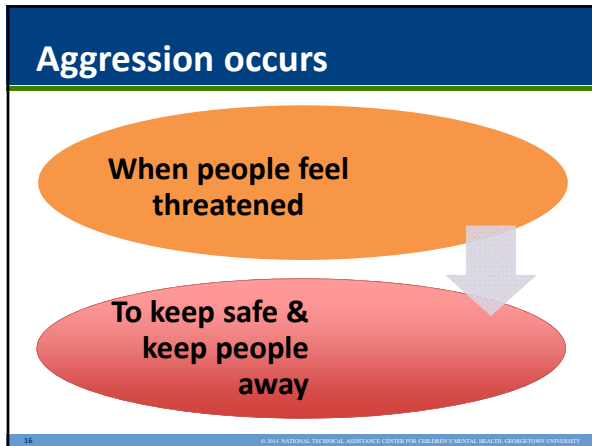 Aggression occurs
When people feel
threatened
To keep safe &
keep people
away
16
© 2014 NATIONAL TECHNICAL ASSISTANCE CENTER FOR CHILDREN'S MENTAL HEALTH, GEORGETOWN UNIVERSITY